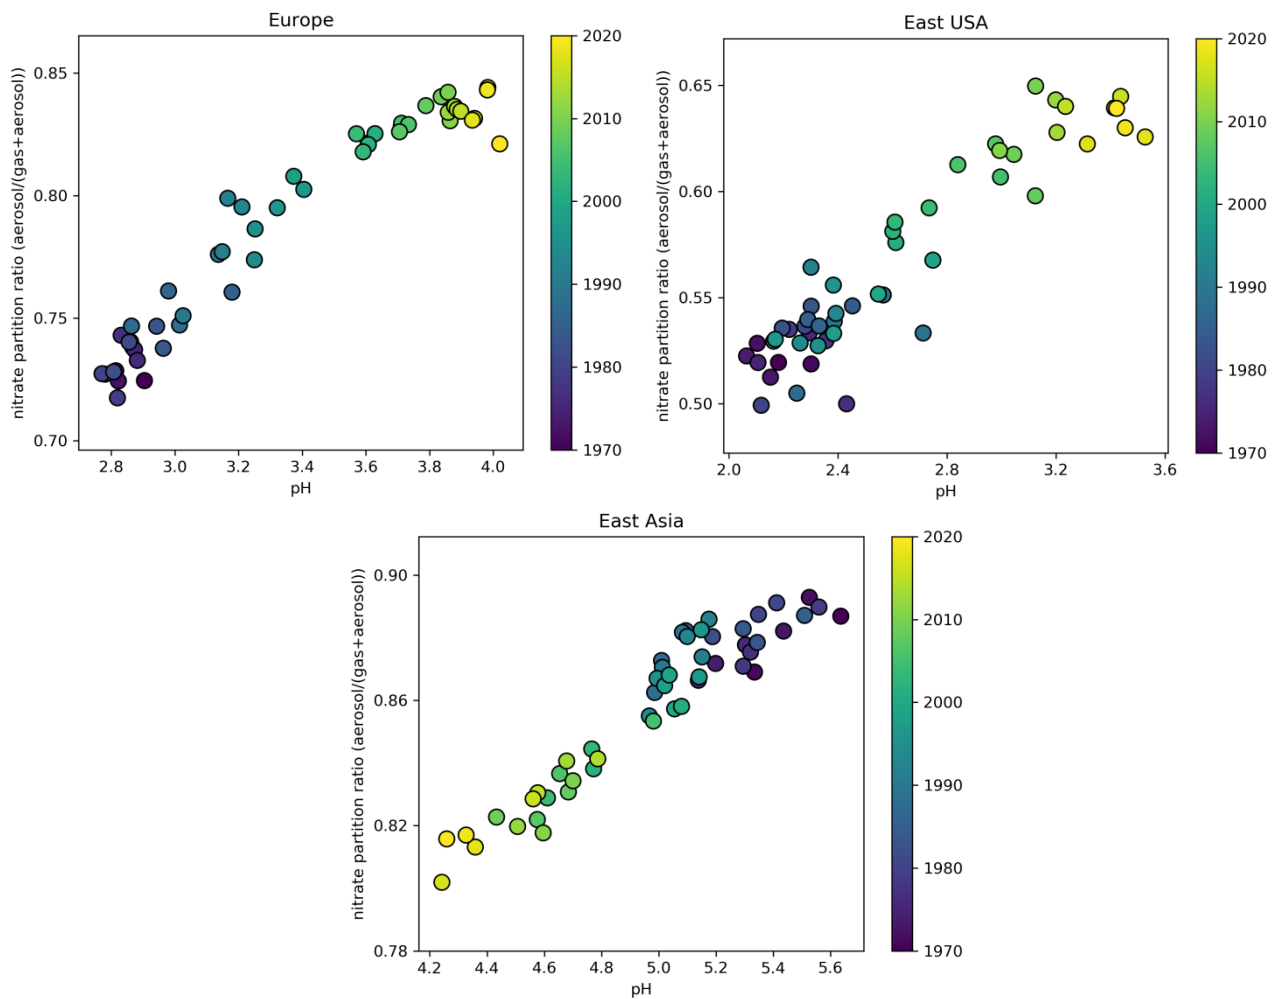 Europe
nitrate partition ratio (aerosol/(gas+aerosol))
0.85
0.80
0.75
0.70
2.8 3.0 3.2 3.4 3.6 3.8 4.0
pH
2020
2010
2000
1990
1980
1970
East USA
nitrate partition ratio (aerosol/(gas+aerosol))
0.65
0.60
0.55
0.50
2.0 2.4 2.8 3.2 3.6
pH
2020
2010
2000
1990
1980
1970
East Asia
nitrate partition ratio (aerosol/(gas+aerosol))
0.90
0.86
0.82
0.78
4.2 4.4 4.6 4.8 5.0 5.2 5.4 5.6
pH
2020
2010
2000
1990
1980
1970